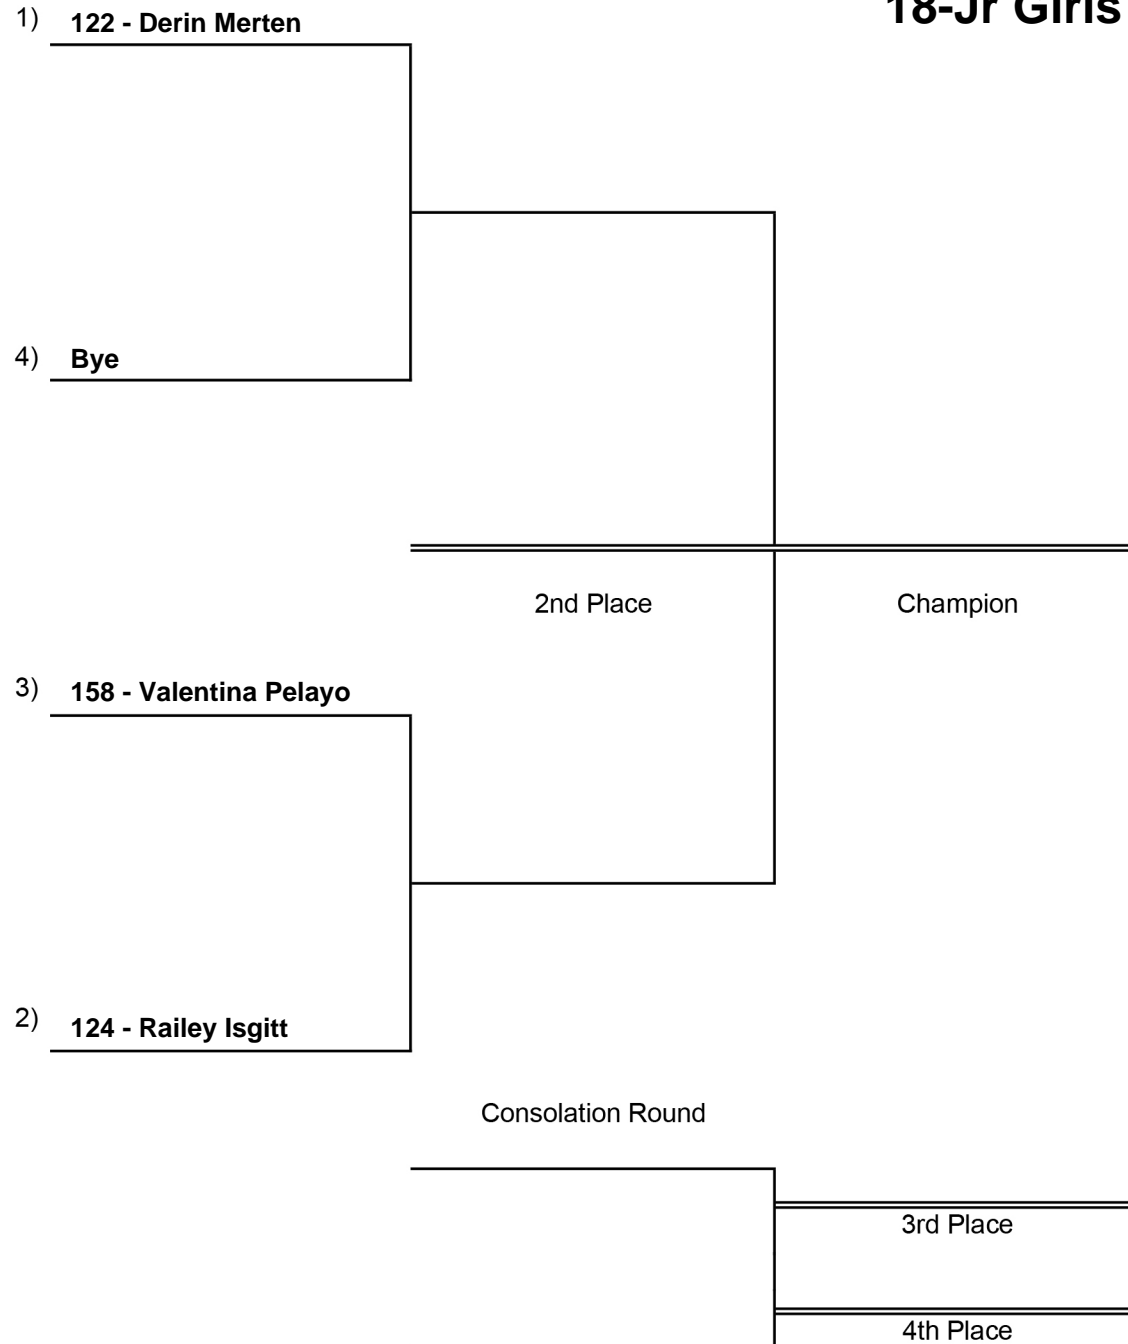 18-Jr Girls
1) 122 - Derin Merten
4) Bye
2nd Place Champion
3) 158 - Valentina Pelayo
2) 124 - Railey Isgitt
Consolation Round
3rd Place
4th Place